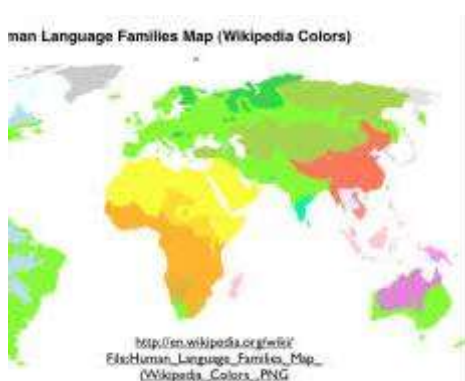 man Language Families Map (Wikipedia Colors)
http://en.wikipedia.org/wiki/
File:Human_Language_Families_Map_
(Wikipedia_Colors_.PNG